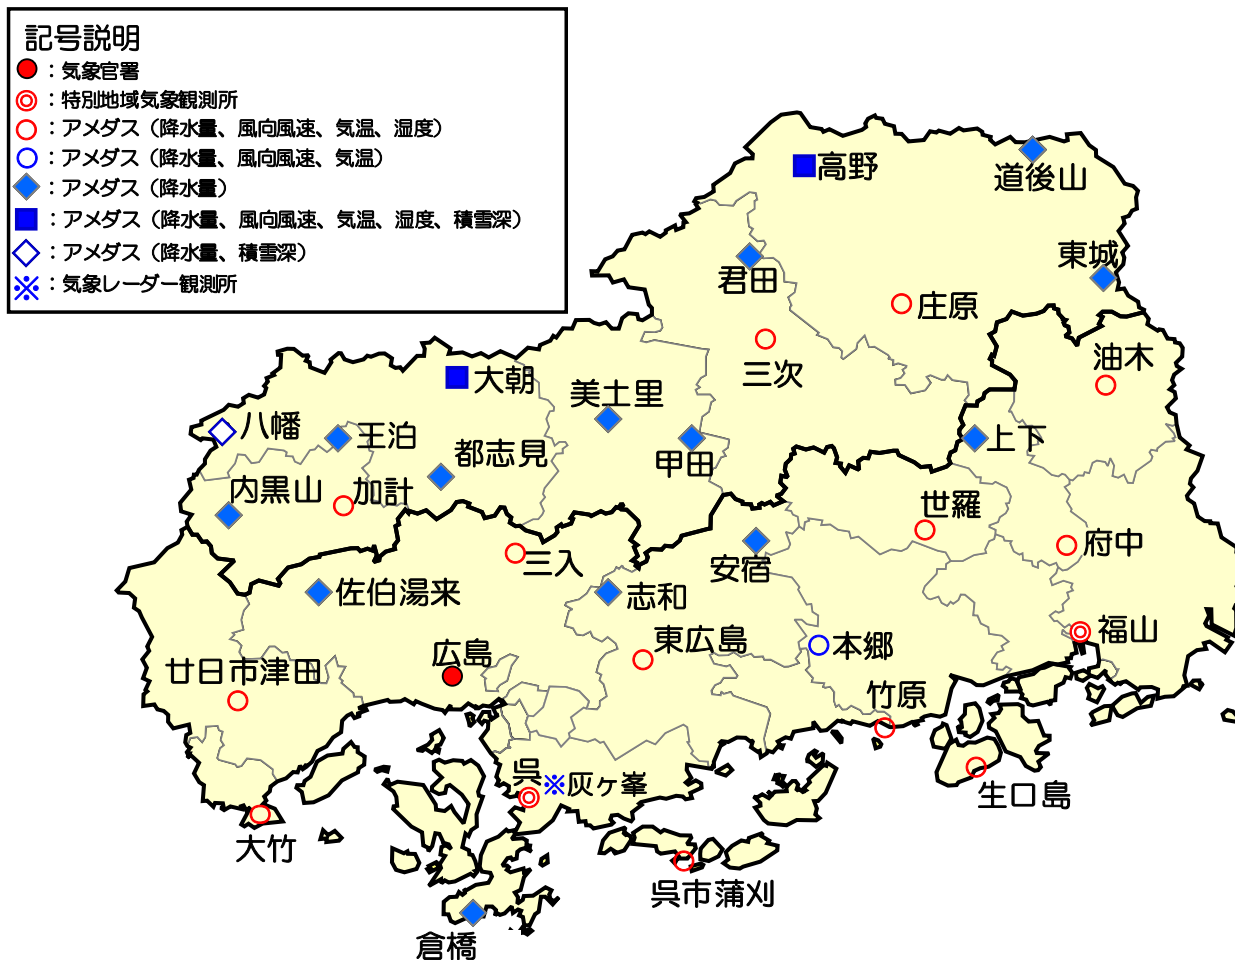 記号説明
：気象官署
：特別地域気象観測所
：アメダス（降水量、風向風速、気温、湿度）
：アメダス（降水量、風向風速、気温）
：アメダス（降水量）
：アメダス（降水量、風向風速、気温、湿度、積雪深）
：アメダス（降水量、積雪深）
：気象レーダー観測所
高野
道後山
東城
君田
庄原
三次
油木
大朝
美土里
八幡
王泊
都志見
甲田
上下
内黒山
加計
世羅
府中
三入
安宿
佐伯湯来
志和
福山
東広島
本郷
広島
廿日市津田
竹原
呉
※灰ヶ峯
生口島
大竹
呉市蒲刈
倉橋